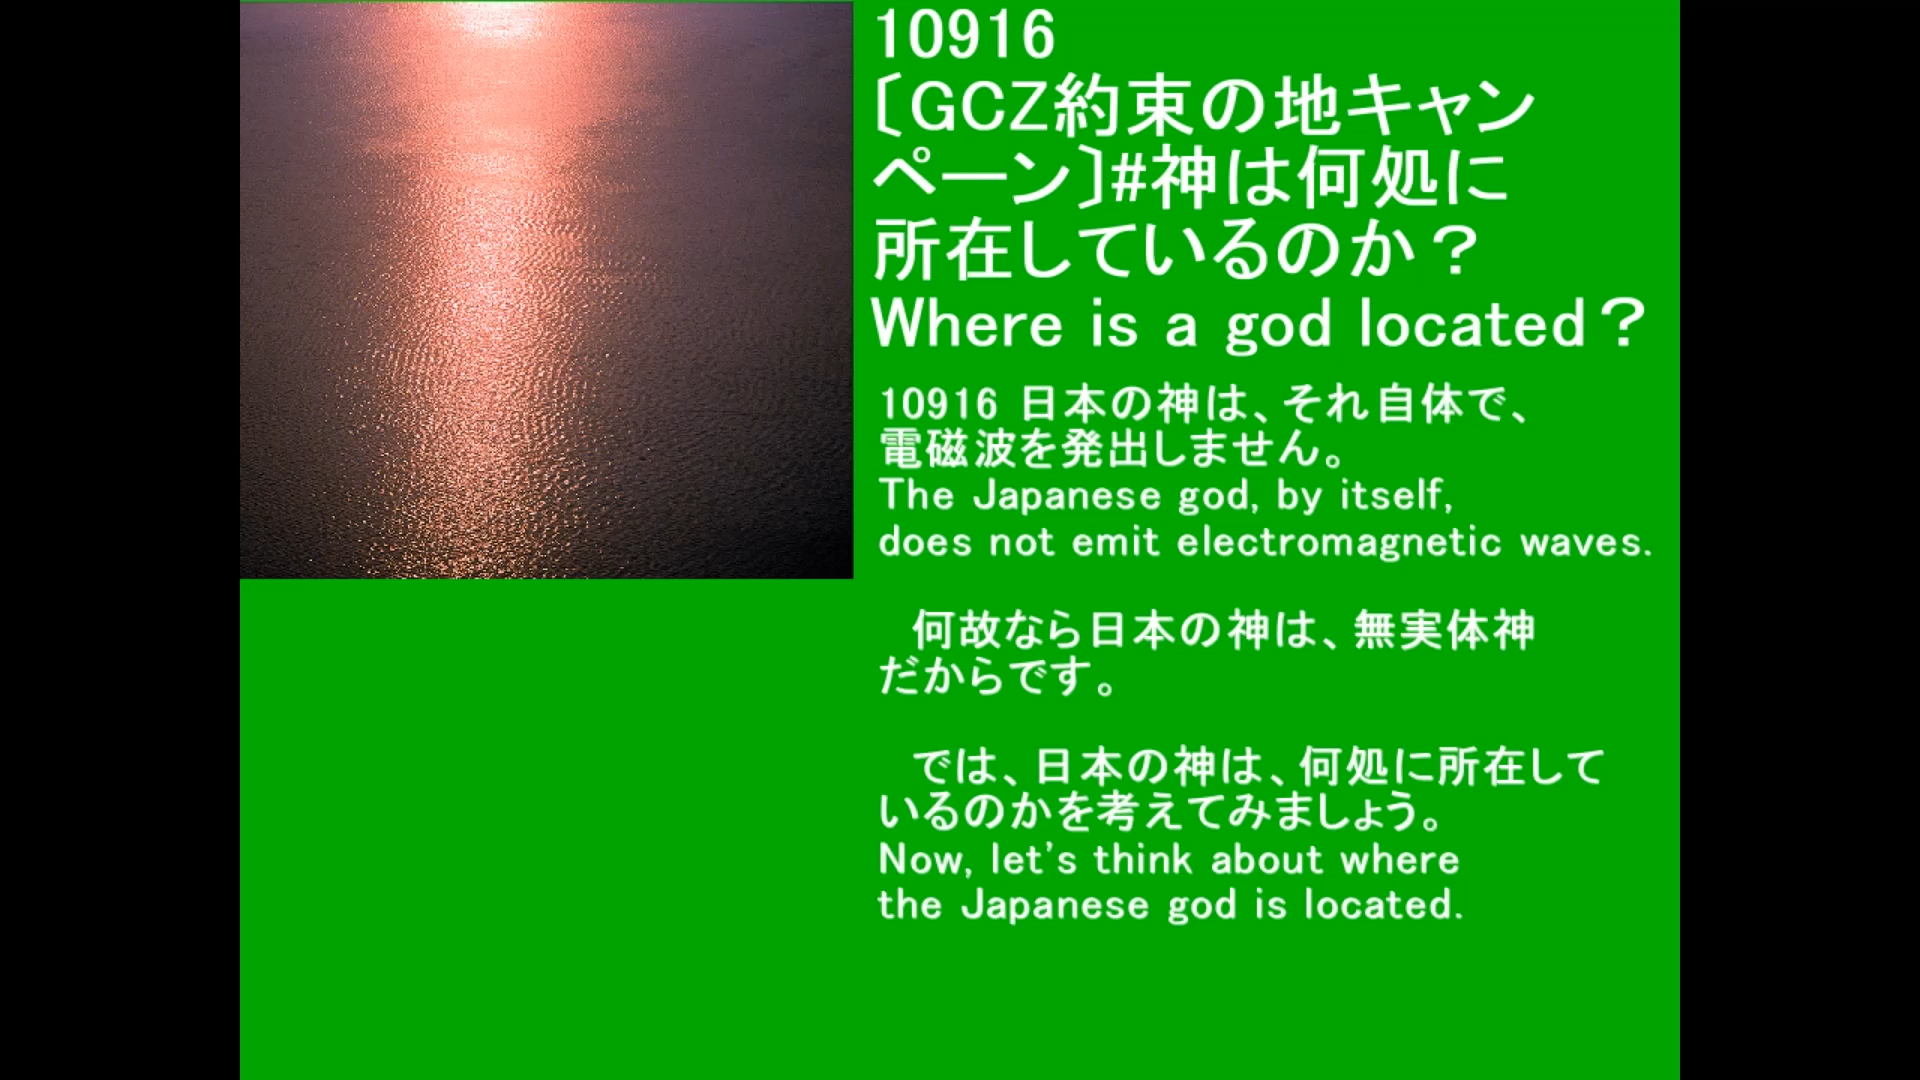 10916
〔GCZ約束の地キャン
ペーン〕#神は何処に
所在しているのか？
Where is a god located？
10916 日本の神は、それ自体で、
電磁波を発出しません。
The Japanese god, by itself,
does not emit electromagnetic waves.
何故なら日本の神は、無実体神
だからです。
では、日本の神は、何処に所在して
いるのかを考えてみましょう。
Now, let's think about where
the Japanese god is located.